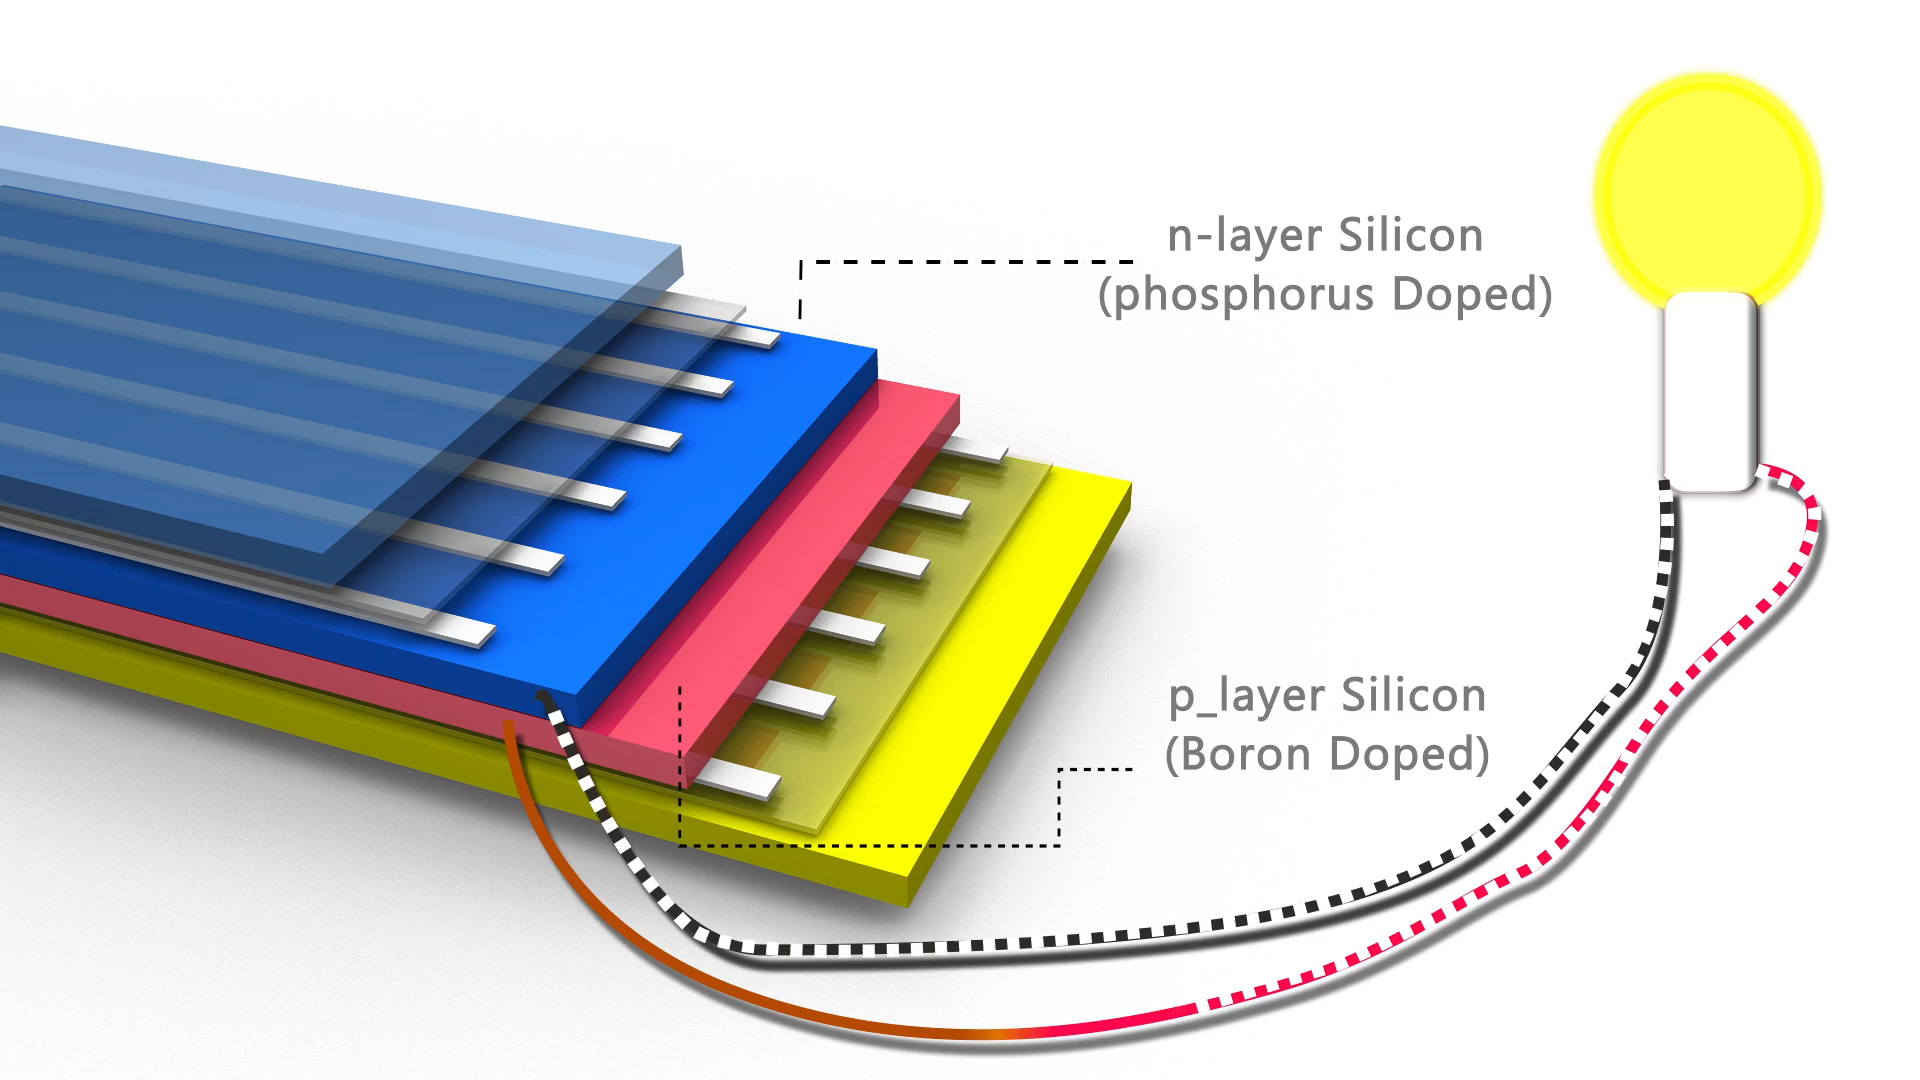 n-layer Silicon
(phosphorus Doped)
p_layer Silicon
(Boron Doped)